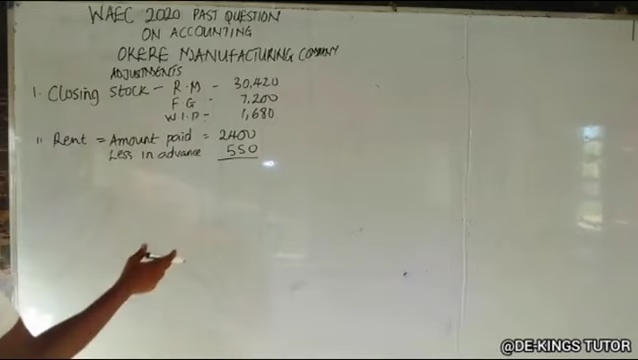 WAEC 2020 PAST QUESTION
ON ACCOUNTING
OKERE MANUFACTURING COMPANY
ADJUSTMENTS
I. Closing Stock - R.M - 30,420
F G - 7,200
W.I.P = 1,680
II Rent = Amount paid = 2400
Less in advance 550
@DE-KINGS TUTOR